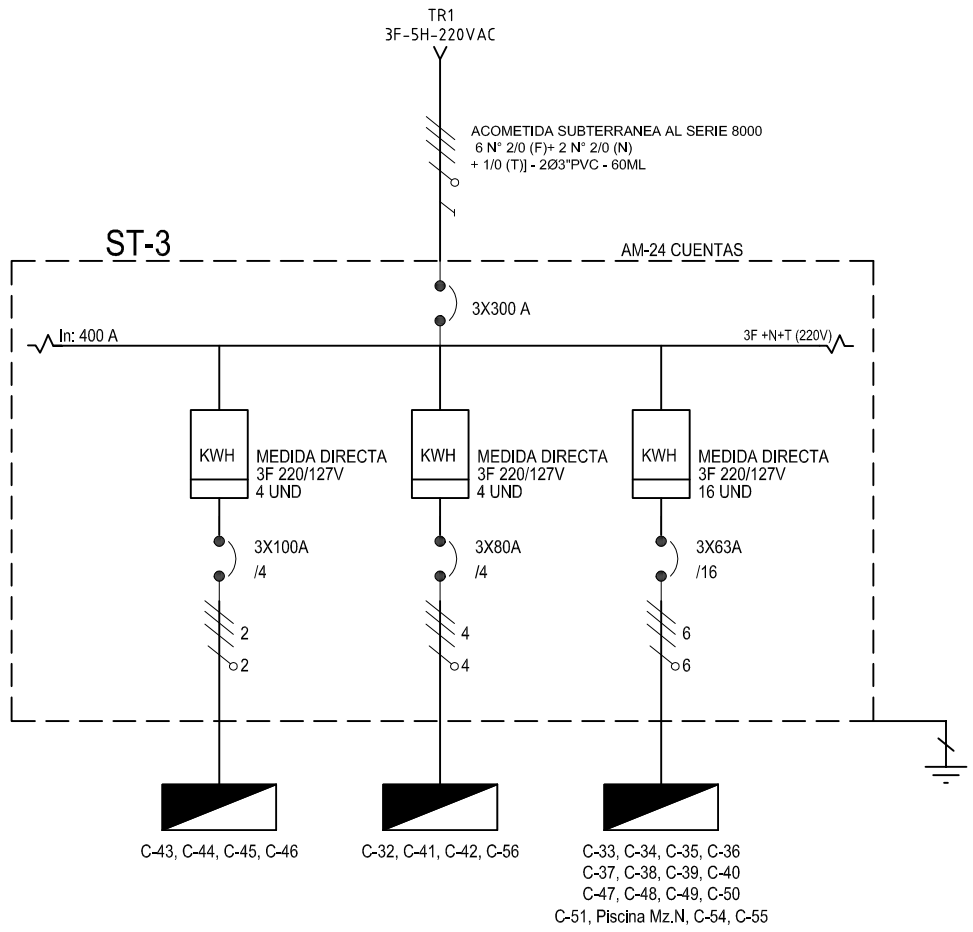 TR1
3F-5H-220VAC
ACOMETIDA SUBTERRANEA AL SERIE 8000
6 N° 2/0 (F)+ 2 N° 2/0 (N)
+ 1/0 (T)] - 2Ø3"PVC - 60ML
ST-3
AM-24 CUENTAS
3X300 A
In: 400 A
3F +N+T (220V)
KWH
MEDIDA DIRECTA
3F 220/127V
4 UND
KWH
MEDIDA DIRECTA
3F 220/127V
4 UND
KWH
MEDIDA DIRECTA
3F 220/127V
16 UND
3X100A
/4
3X80A
/4
3X63A
/16
2
2
4
4
6
6
C-43, C-44, C-45, C-46
C-32, C-41, C-42, C-56
C-33, C-34, C-35, C-36
C-37, C-38, C-39, C-40
C-47, C-48, C-49, C-50
C-51, Piscina Mz.N, C-54, C-55